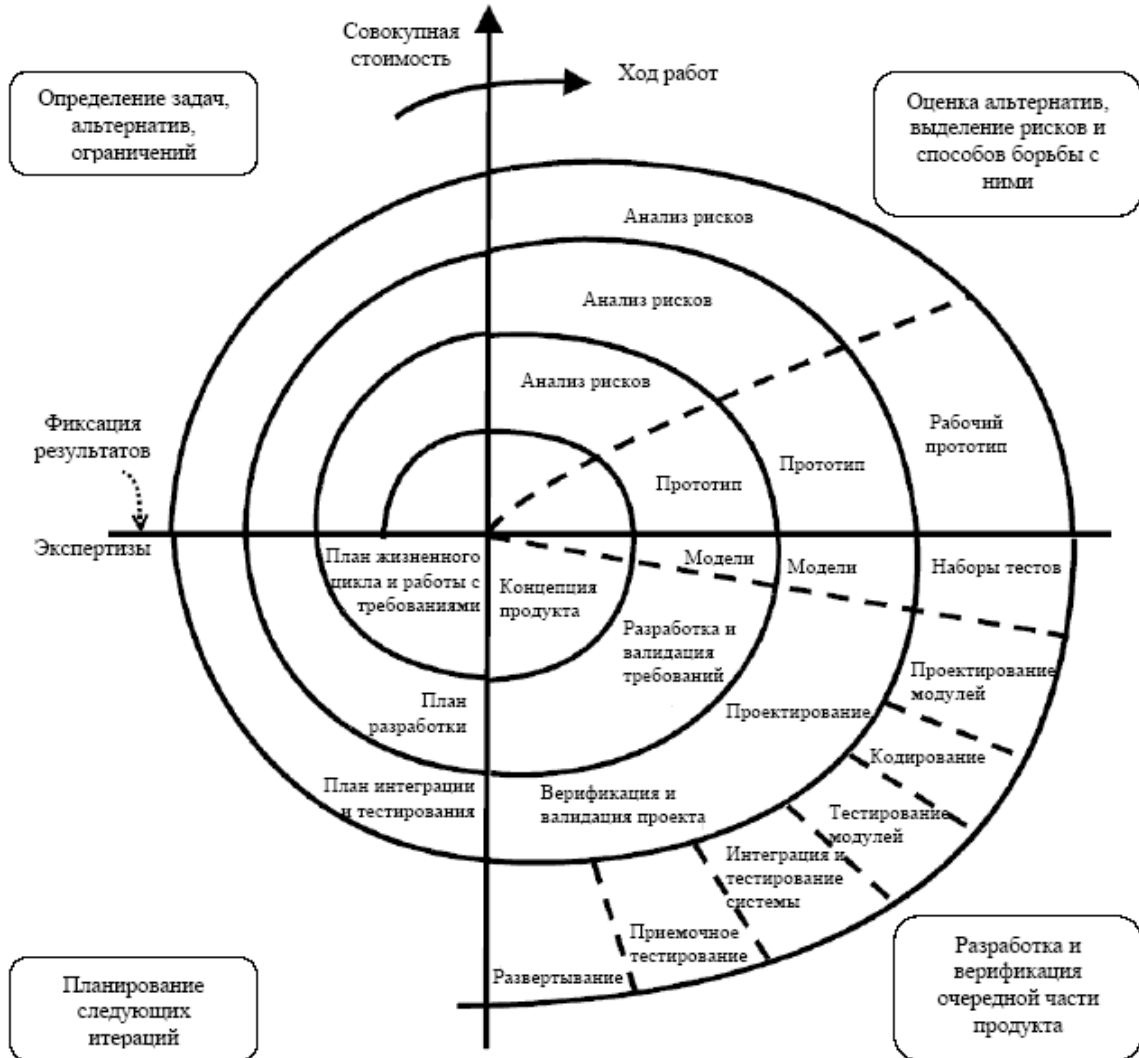 Совокупная
стоимость
Ход работ
Определение задач,
альтернатив,
ограничений
Оценка альтернатив,
выделение рисков и
способов борьбы с
ними
Анализ рисков
Анализ рисков
Анализ рисков
Фиксация
результатов
Рабочий
прототип
Прототип
Прототип
Экспертизы
План жизненного
цикла и работы с
требованиями
Концепция
продукта
Модели
Модели
Наборы тестов
Разработка и
валидация
требований
Проектирование
модулей
План
разработки
Проектирование
Кодирование
План интеграции
и тестирования
Верификация и
валидация проекта
Тестирование
модулей
Интеграция и
тестирование
системы
Приемочное
тестирование
Развертывание
Планирование
следующих
итераций
Разработка и
верификация
очередной части
продукта